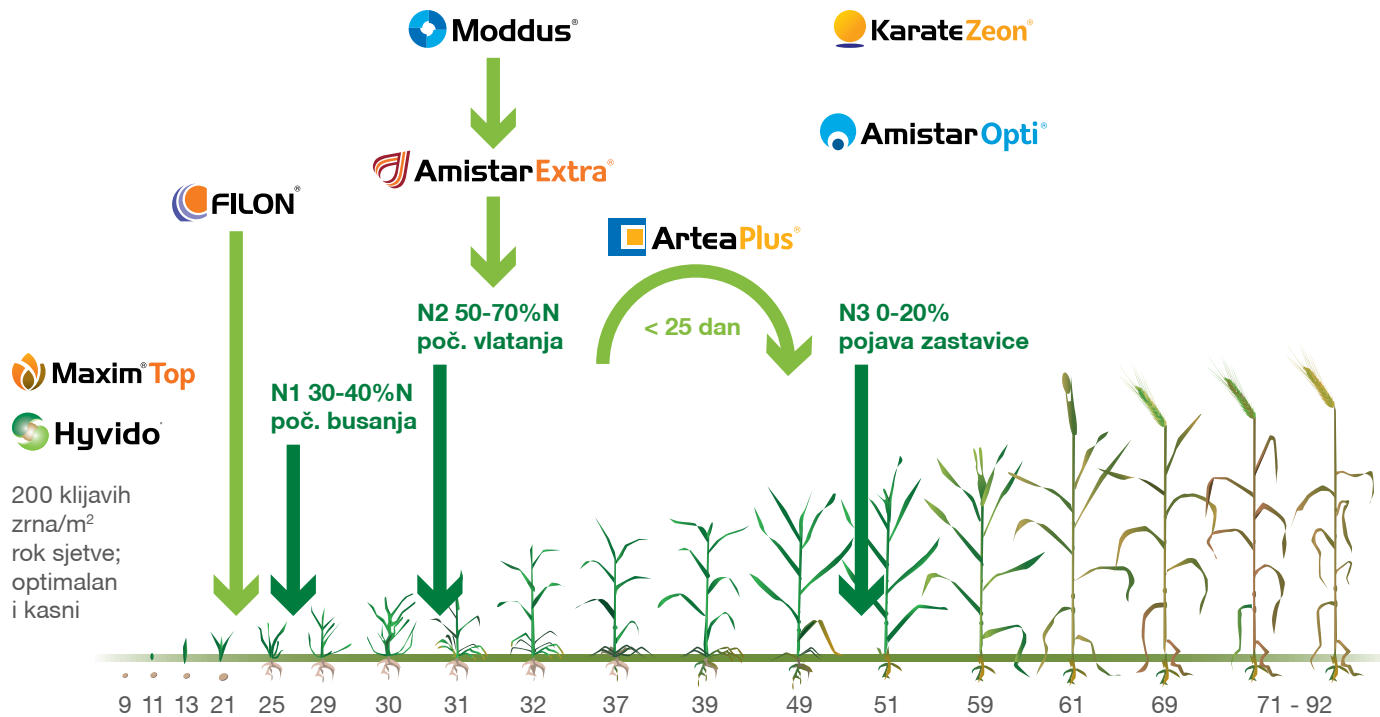 Moddus®
KarateZeon®
AmistarOpti®
AmistarExtra®
FILON®
ArteaPlus®
N2 50-70%N
poč. vlatanja
< 25 dan
N3 0-20%
pojava zastavice
Maxim®Top
N1 30-40%N
poč. busanja
Hyvido
200 klijavih
zrna/m²
rok sjetve;
optimalan
i kasni
9 11 13 21 25 29 30 31 32 37 39 49 51 59 61 69 71 - 92